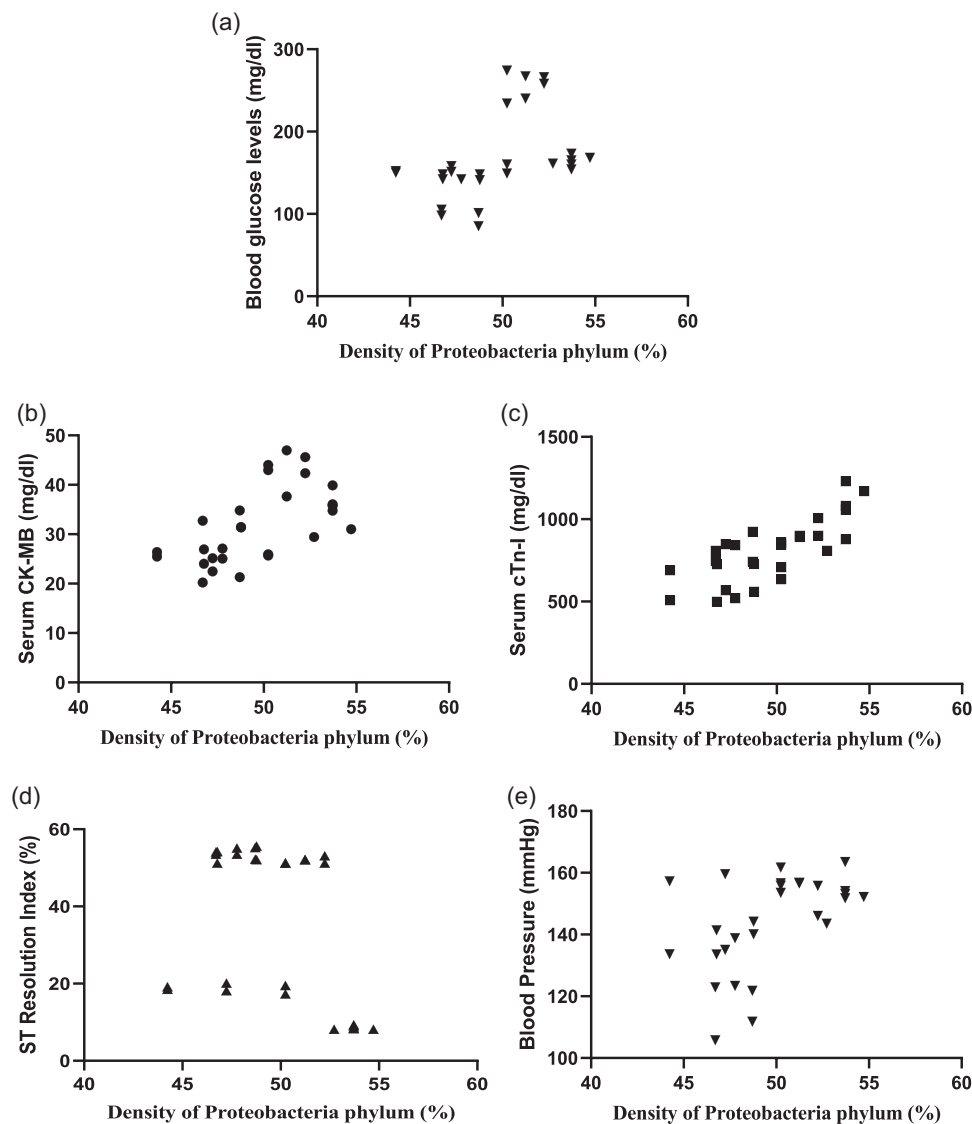 (a)
Blood glucose levels (mg/dl)
300
200
100
0
40 45 50 55 60
Density of Proteobacteria phylum (%)
(b)
Serum CK-MB (mg/dl)
50
40
30
20
10
0
40 45 50 55 60
Density of Proteobacteria phylum (%)
(c)
Serum cTn-I (mg/dl)
1500
1000
500
0
40 45 50 55 60
Density of Proteobacteria phylum (%)
(d)
ST Resolution Index (%)
60
40
20
0
40 45 50 55 60
Density of Proteobacteria phylum (%)
(e)
Blood Pressure (mmHg)
180
160
140
120
100
40 45 50 55 60
Density of Proteobacteria phylum (%)